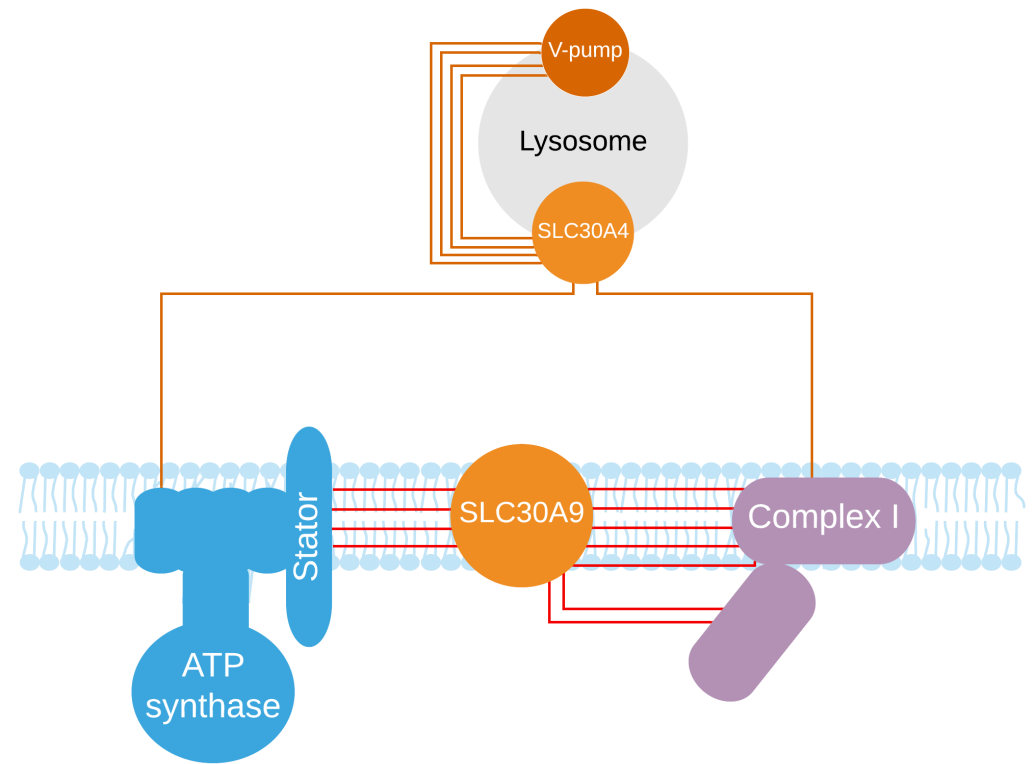 V-pump
Lysosome
SLC30A4
Stator
SLC30A9
Complex I
ATP
synthase